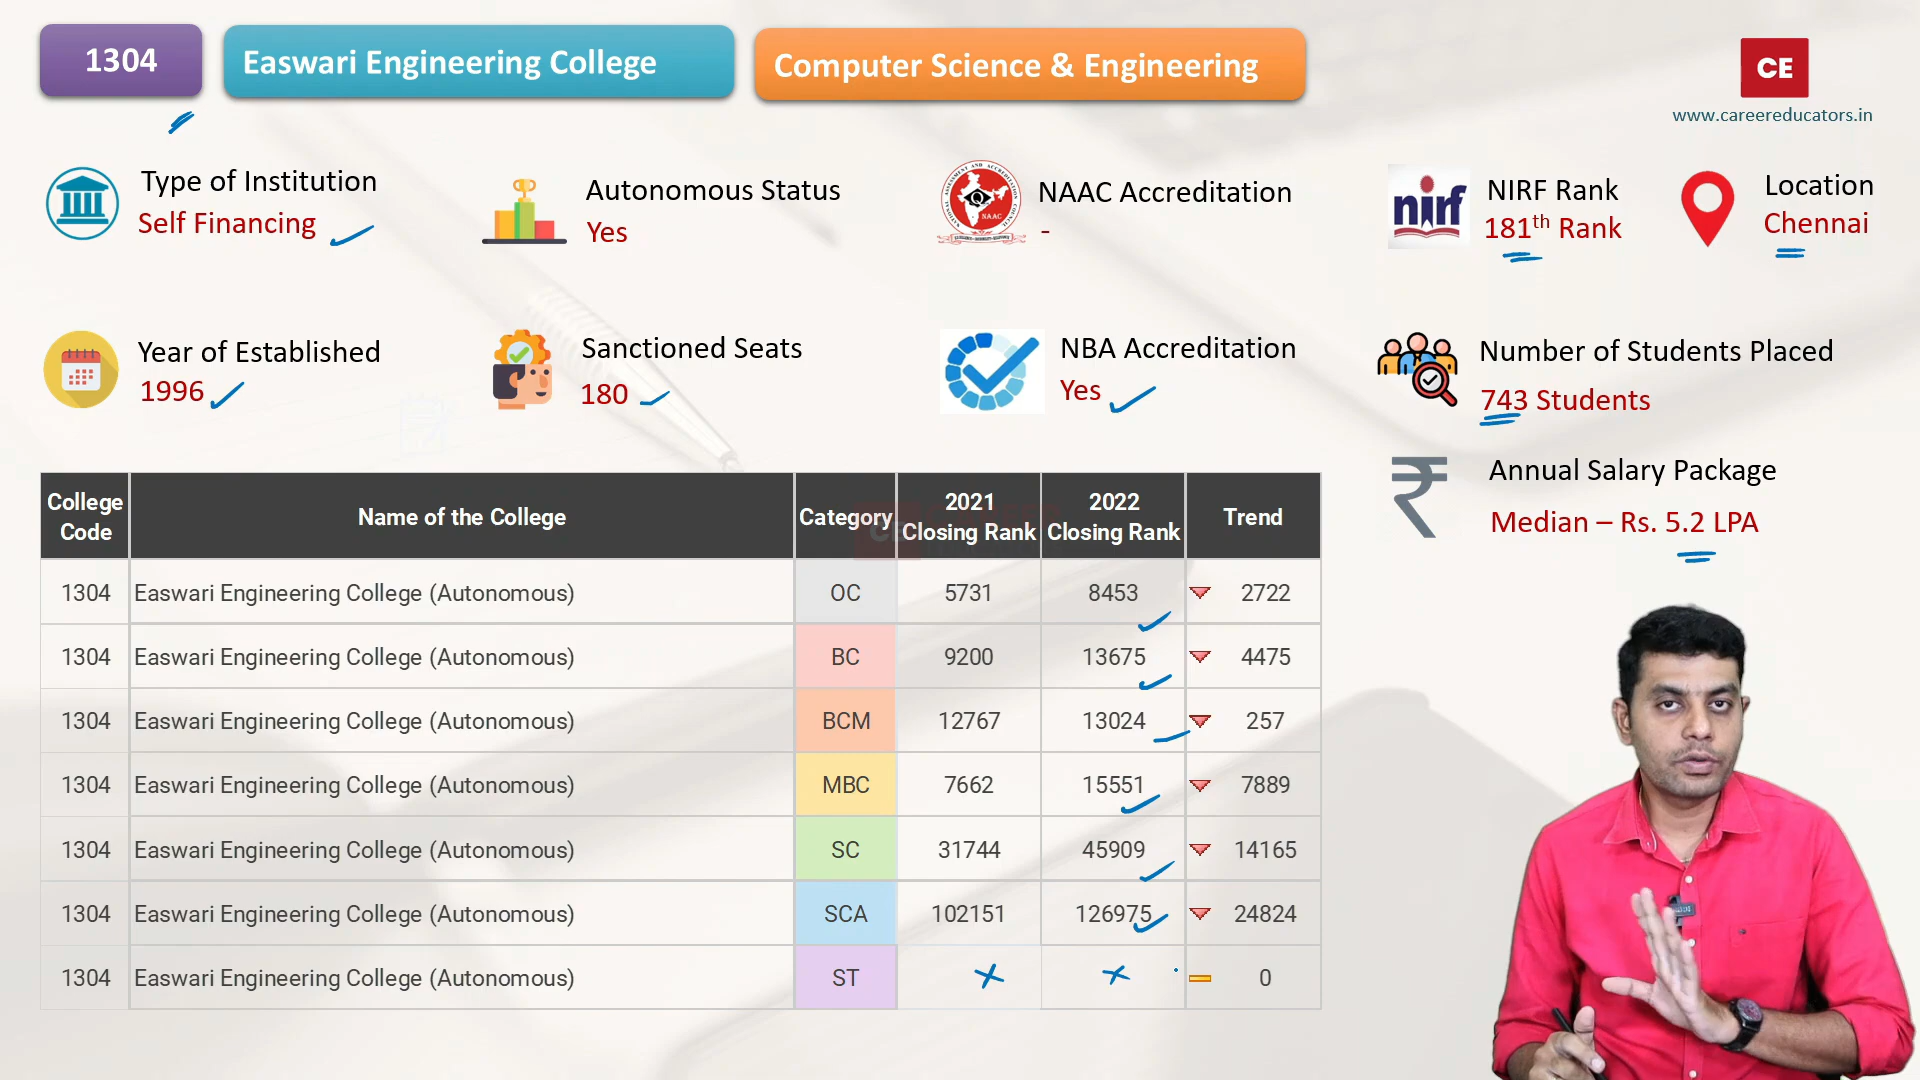 1304
Easwari Engineering College
Computer Science & Engineering
CE
www.careereducators.in
Type of Institution
Self Financing
Autonomous Status
Yes
NAAC Accreditation
-
nirf
NIRF Rank
181th Rank
Location
Chennai
Year of Established
1996
Sanctioned Seats
180
NBA Accreditation
Yes
Number of Students Placed
743 Students
Annual Salary Package
Median – Rs. 5.2 LPA
College Code Name of the College Category 2021 Closing Rank 2022 Closing Rank Trend
1304 Easwari Engineering College (Autonomous) OC 5731 8453 2722
1304 Easwari Engineering College (Autonomous) BC 9200 13675 4475
1304 Easwari Engineering College (Autonomous) BCM 12767 13024 257
1304 Easwari Engineering College (Autonomous) MBC 7662 15551 7889
1304 Easwari Engineering College (Autonomous) SC 31744 45909 14165
1304 Easwari Engineering College (Autonomous) SCA 102151 126975 24824
1304 Easwari Engineering College (Autonomous) ST 0